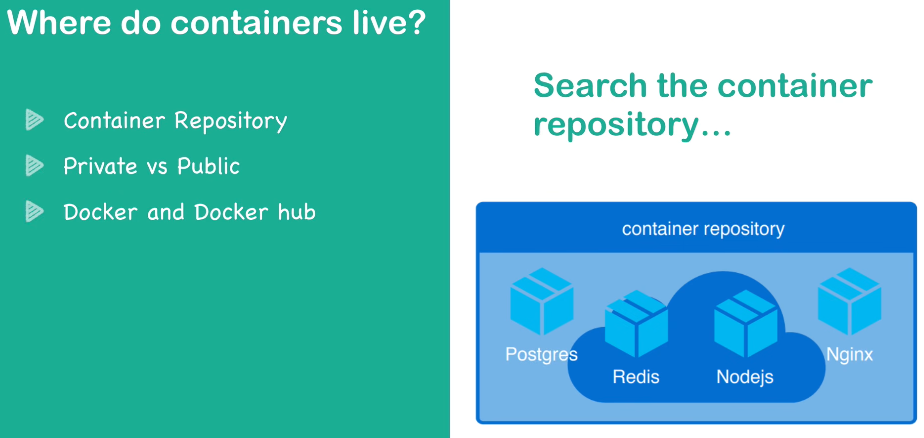 Where do containers live?
Container Repository
Private vs Public
Docker and Docker hub
Search the container
repository...
container repository
Postgres
Redis
Nodejs
Nginx